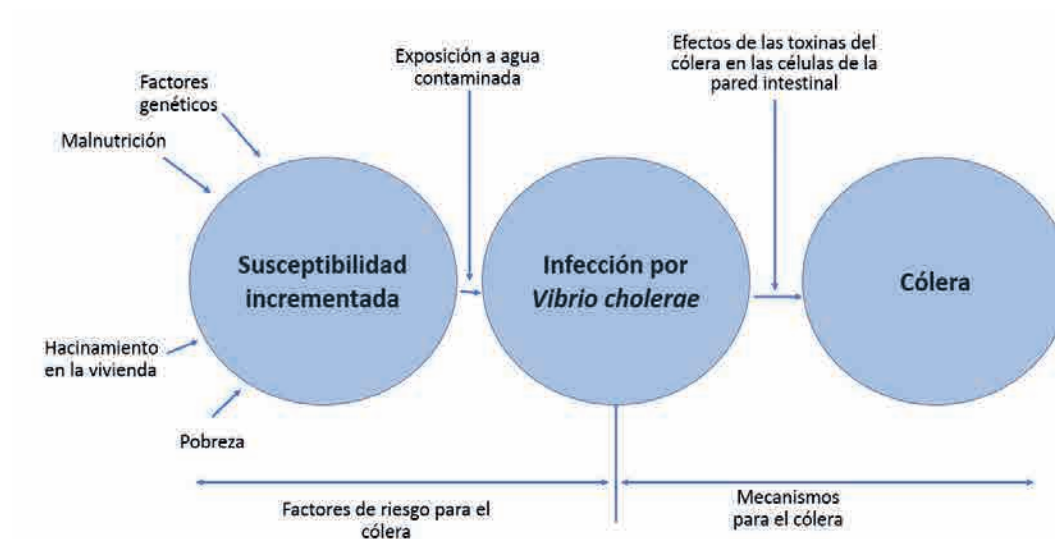 Factores
genéticos
Malnutrición
Hacinamiento
en la vivienda
Pobreza
Susceptibilidad
incrementada
Exposición a agua
contaminada
Infección por
Vibrio cholerae
Efectos de las toxinas del
cólera en las células de la
pared intestinal
Cólera
Factores de riesgo para el
cólera
Mecanismos
para el cólera